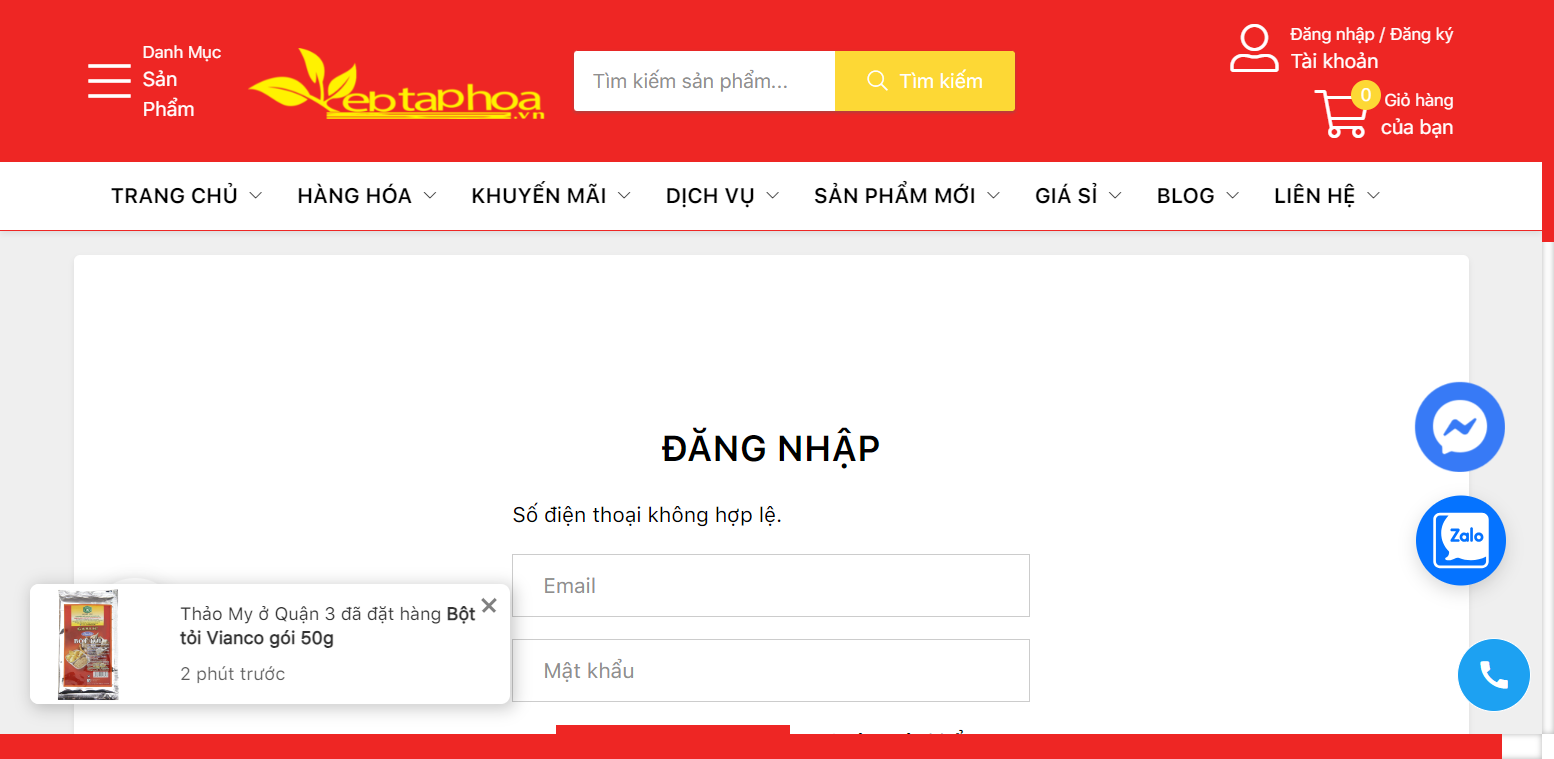 Danh Mục
Sản
Phẩm
ebtaphoa
.vn
Tìm kiếm sản phẩm...
Tìm kiếm
Đăng nhập / Đăng ký
Tài khoản
0
Giỏ hàng
của bạn
TRANG CHỦ
HÀNG HÓA
KHUYẾN MÃI
DỊCH VỤ
SẢN PHẨM MỚI
GIÁ SỈ
BLOG
LIÊN HỆ
ĐĂNG NHẬP
Số điện thoại không hợp lệ.
Email
Mật khẩu
Zalo
Thảo My ở Quận 3 đã đặt hàng Bột
tỏi Vianco gói 50g
2 phút trước